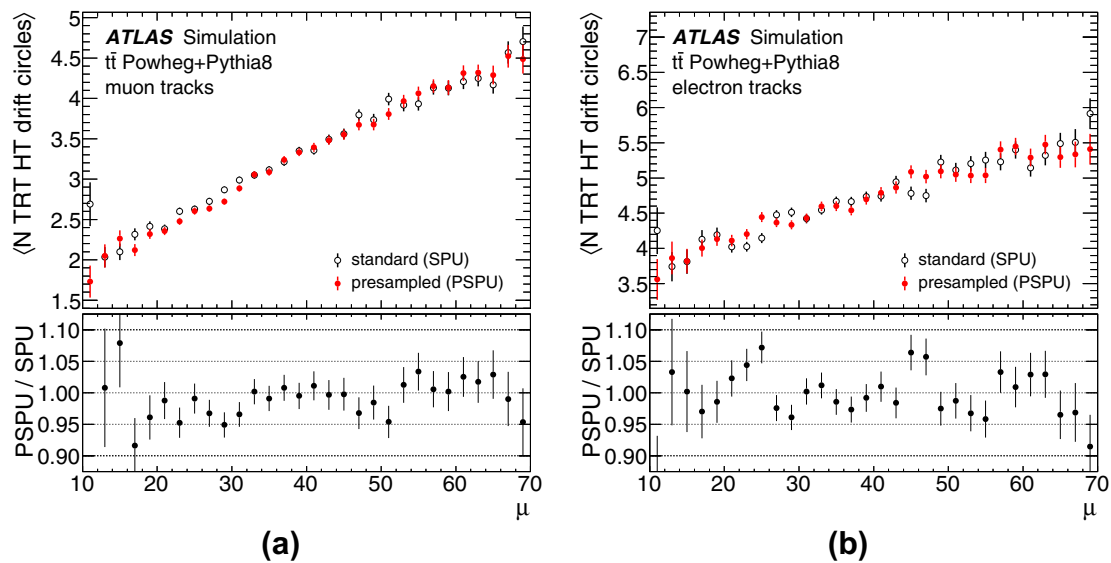 ATLAS Simulation
tt̄ Powheg+Pythia8
muon tracks
⟨N TRT HT drift circles⟩
5
4.5
4
3.5
3
2.5
2
1.5
standard (SPU)
presampled (PSPU)
PSPU / SPU
1.10
1.05
1.00
0.95
0.90
10 20 30 40 50 60 70
μ
(a)
ATLAS Simulation
tt̄ Powheg+Pythia8
electron tracks
⟨N TRT HT drift circles⟩
7
6.5
6
5.5
5
4.5
4
3.5
standard (SPU)
presampled (PSPU)
PSPU / SPU
1.10
1.05
1.00
0.95
0.90
10 20 30 40 50 60 70
μ
(b)